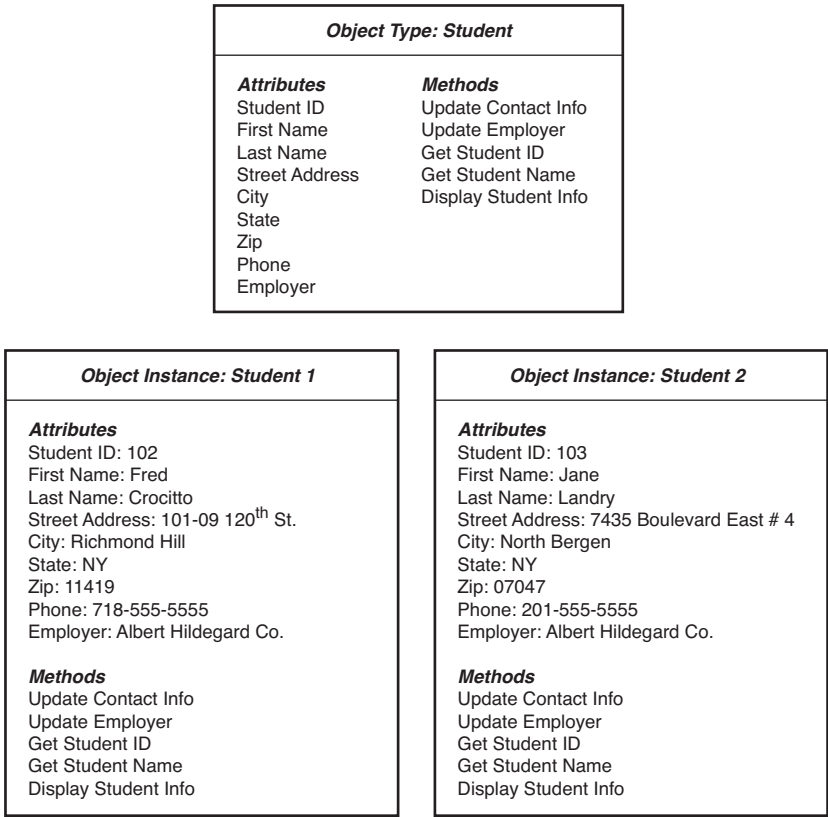 Object Type: Student
Attributes
Student ID
First Name
Last Name
Street Address
City
State
Zip
Phone
Employer
Methods
Update Contact Info
Update Employer
Get Student ID
Get Student Name
Display Student Info
Object Instance: Student 1
Attributes
Student ID: 102
First Name: Fred
Last Name: Crocitto
Street Address: 101-09 120th St.
City: Richmond Hill
State: NY
Zip: 11419
Phone: 718-555-5555
Employer: Albert Hildegard Co.
Methods
Update Contact Info
Update Employer
Get Student ID
Get Student Name
Display Student Info
Object Instance: Student 2
Attributes
Student ID: 103
First Name: Jane
Last Name: Landry
Street Address: 7435 Boulevard East # 4
City: North Bergen
State: NY
Zip: 07047
Phone: 201-555-5555
Employer: Albert Hildegard Co.
Methods
Update Contact Info
Update Employer
Get Student ID
Get Student Name
Display Student Info